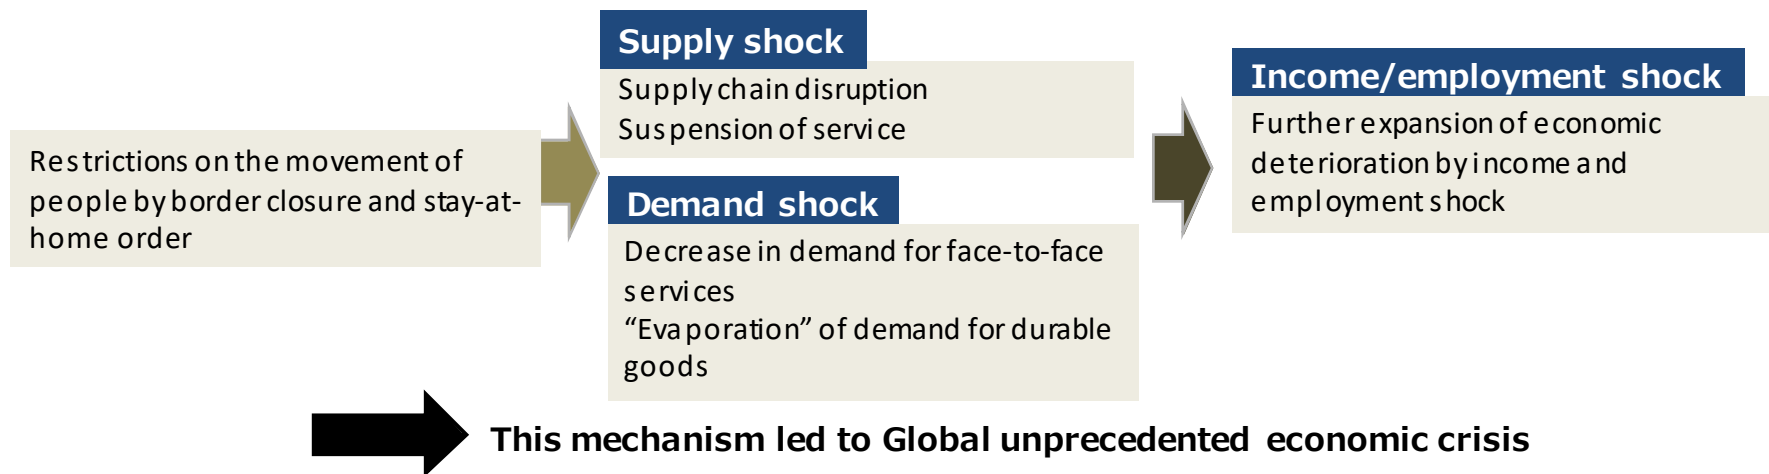 Restrictions on the movement of
people by border closure and stay-at-
home order
Supply shock
Supply chain disruption
Suspension of service
Demand shock
Decrease in demand for face-to-face
services
“Evaporation” of demand for durable
goods
Income/employment shock
Further expansion of economic
deterioration by income and
employment shock
This mechanism led to Global unprecedented economic crisis